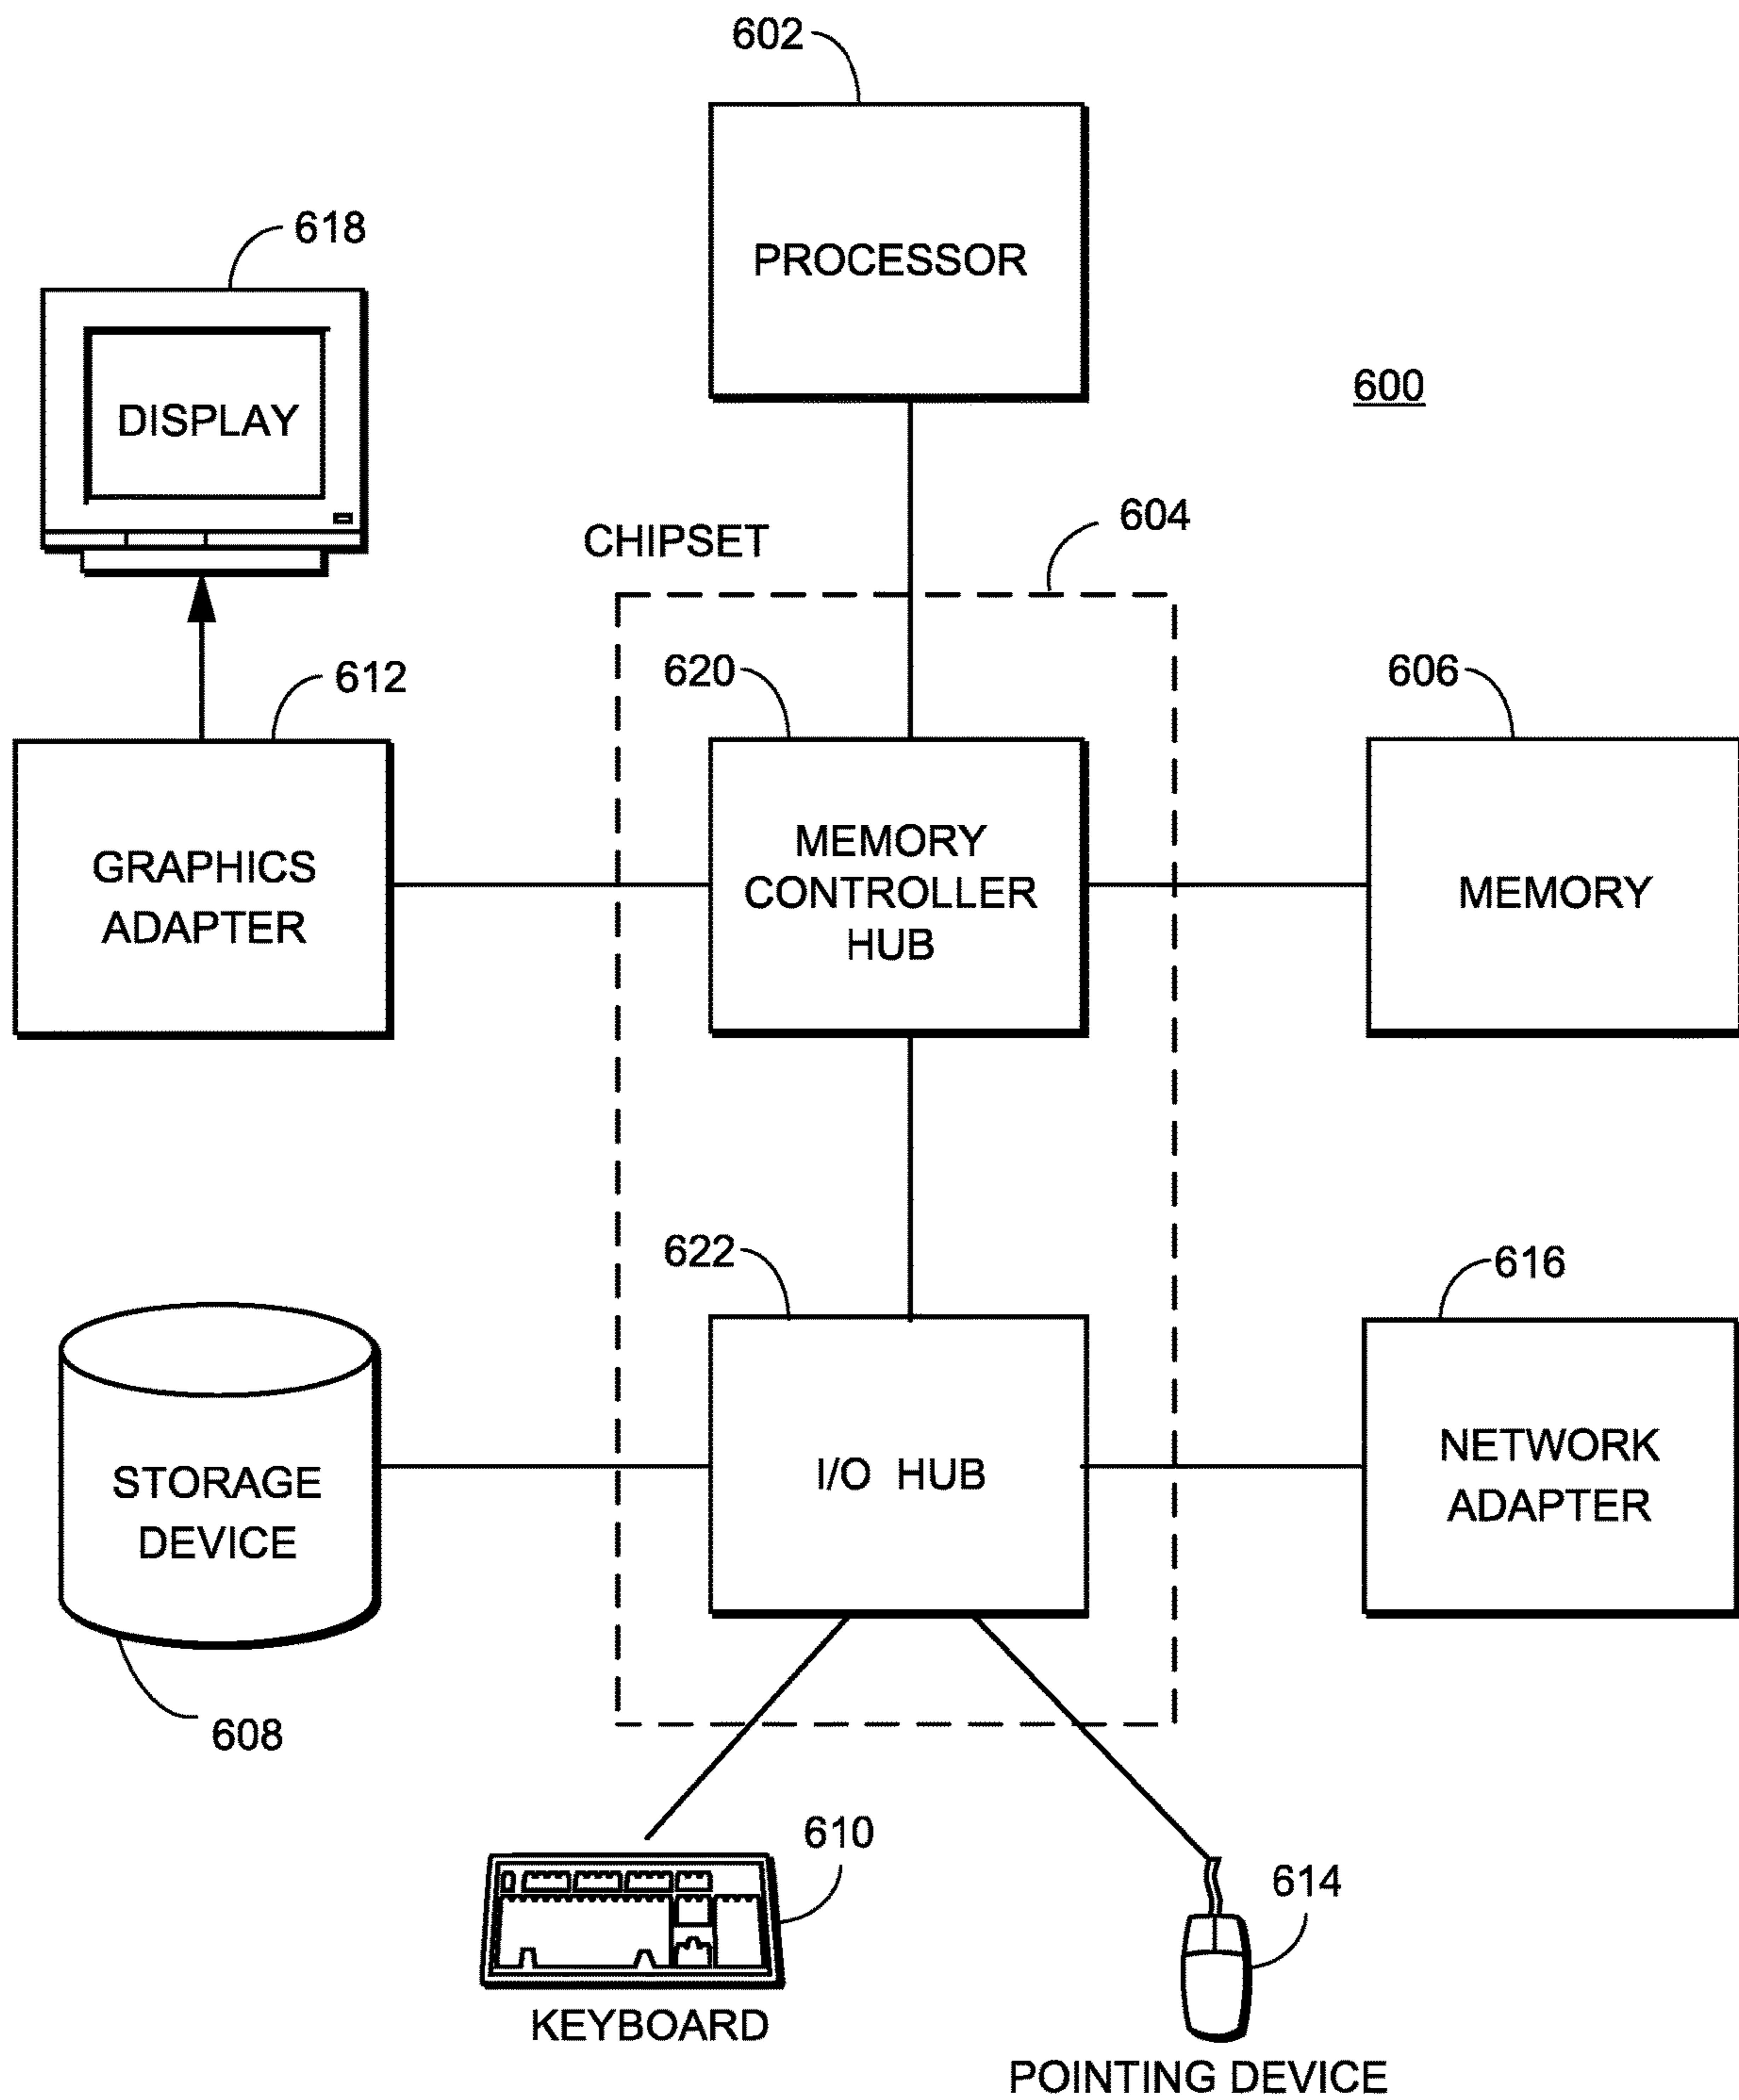 602
PROCESSOR
618
DISPLAY
600
CHIPSET
604
612
GRAPHICS
ADAPTER
620
MEMORY
CONTROLLER
HUB
606
MEMORY
622
I/O HUB
616
NETWORK
ADAPTER
STORAGE
DEVICE
608
610
KEYBOARD
614
POINTING DEVICE